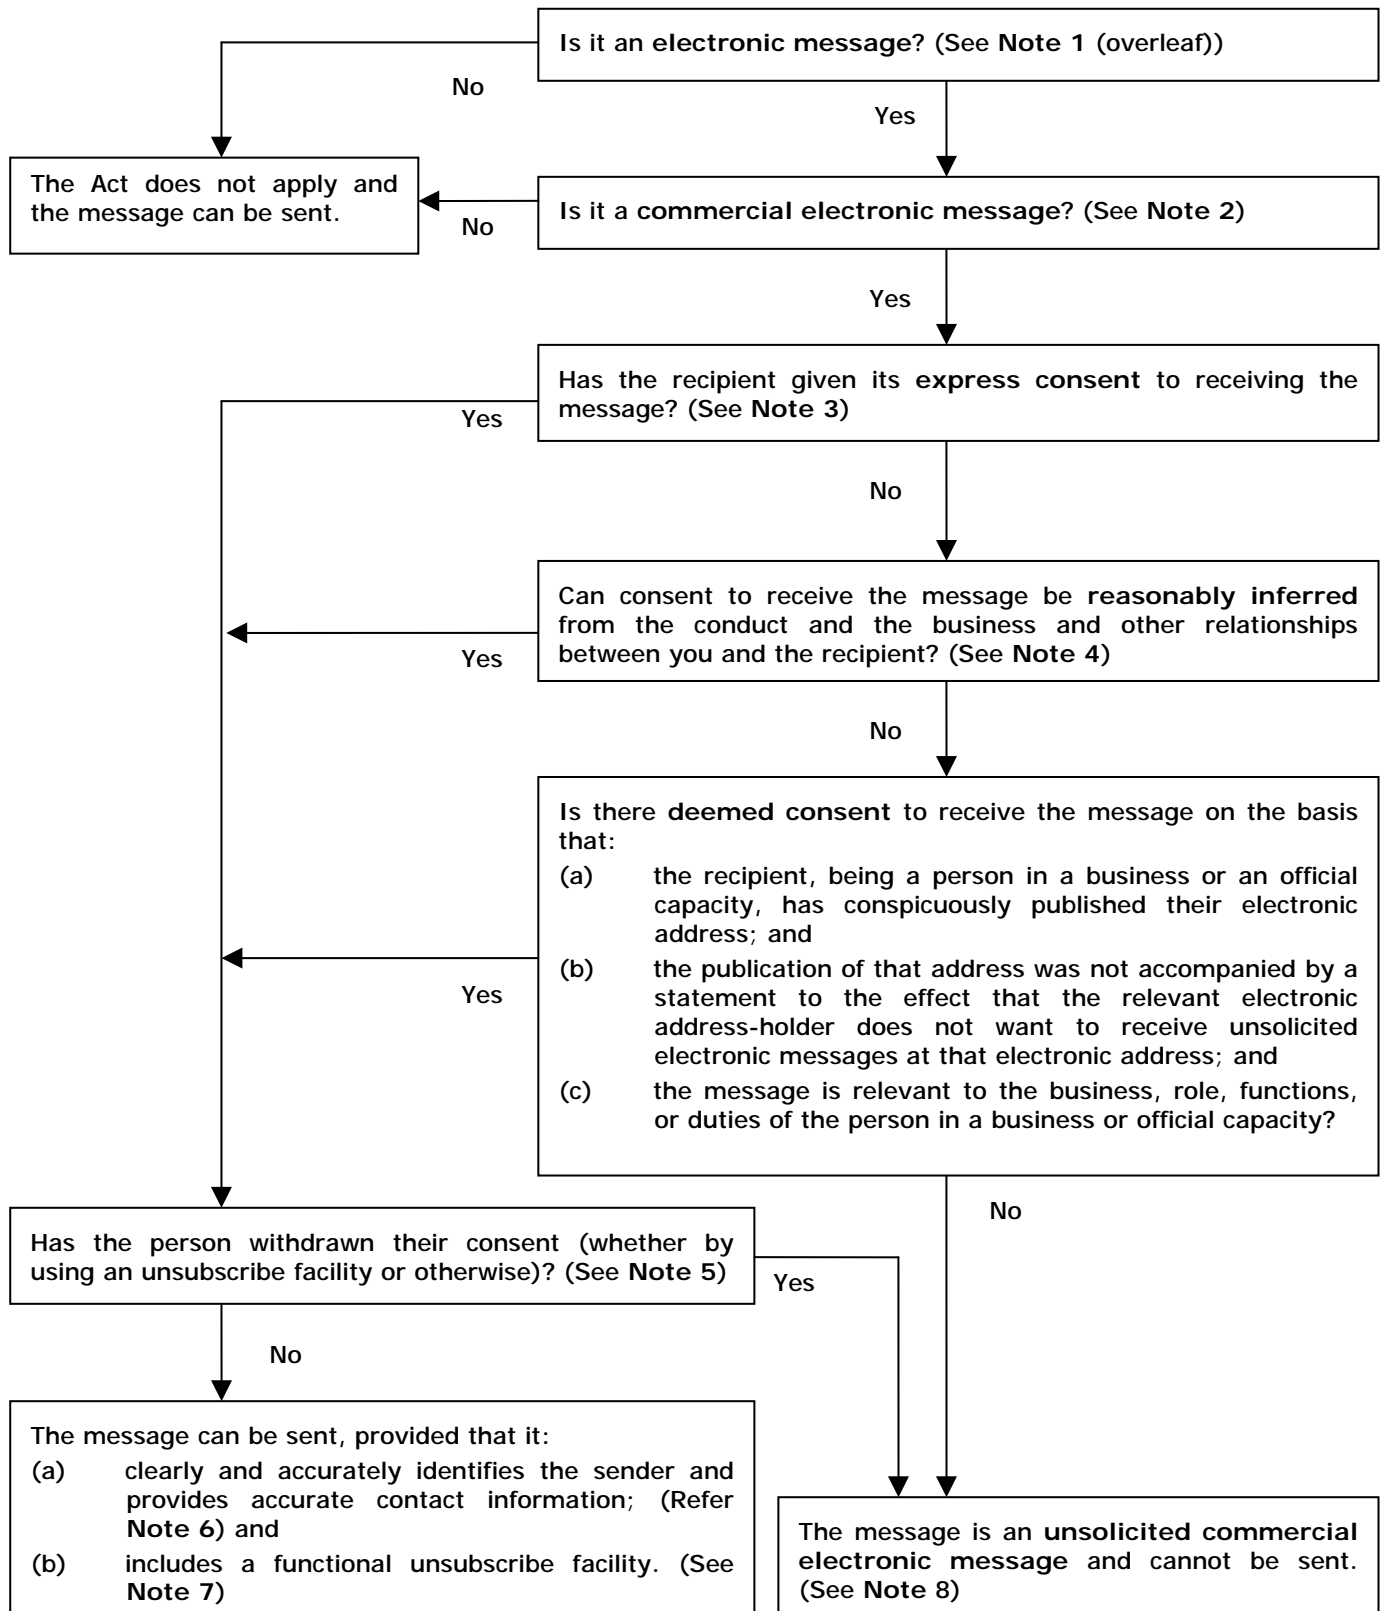 Is it an electronic message? (See Note 1 (overleaf))
No
Yes
The Act does not apply and
the message can be sent.
Is it a commercial electronic message? (See Note 2)
No
Yes
Has the recipient given its express consent to receiving the
message? (See Note 3)
Yes
No
Can consent to receive the message be reasonably inferred
from the conduct and the business and other relationships
between you and the recipient? (See Note 4)
Yes
No
Is there deemed consent to receive the message on the basis
that:
(a) the recipient, being a person in a business or an official
capacity, has conspicuously published their electronic
address; and
(b) the publication of that address was not accompanied by a
statement to the effect that the relevant electronic
address-holder does not want to receive unsolicited
electronic messages at that electronic address; and
(c) the message is relevant to the business, role, functions,
or duties of the person in a business or official capacity?
Yes
No
Has the person withdrawn their consent (whether by
using an unsubscribe facility or otherwise)? (See Note 5)
Yes
No
The message can be sent, provided that it:
(a) clearly and accurately identifies the sender and
provides accurate contact information; (Refer
Note 6) and
(b) includes a functional unsubscribe facility. (See
Note 7)
The message is an unsolicited commercial
electronic message and cannot be sent.
(See Note 8)